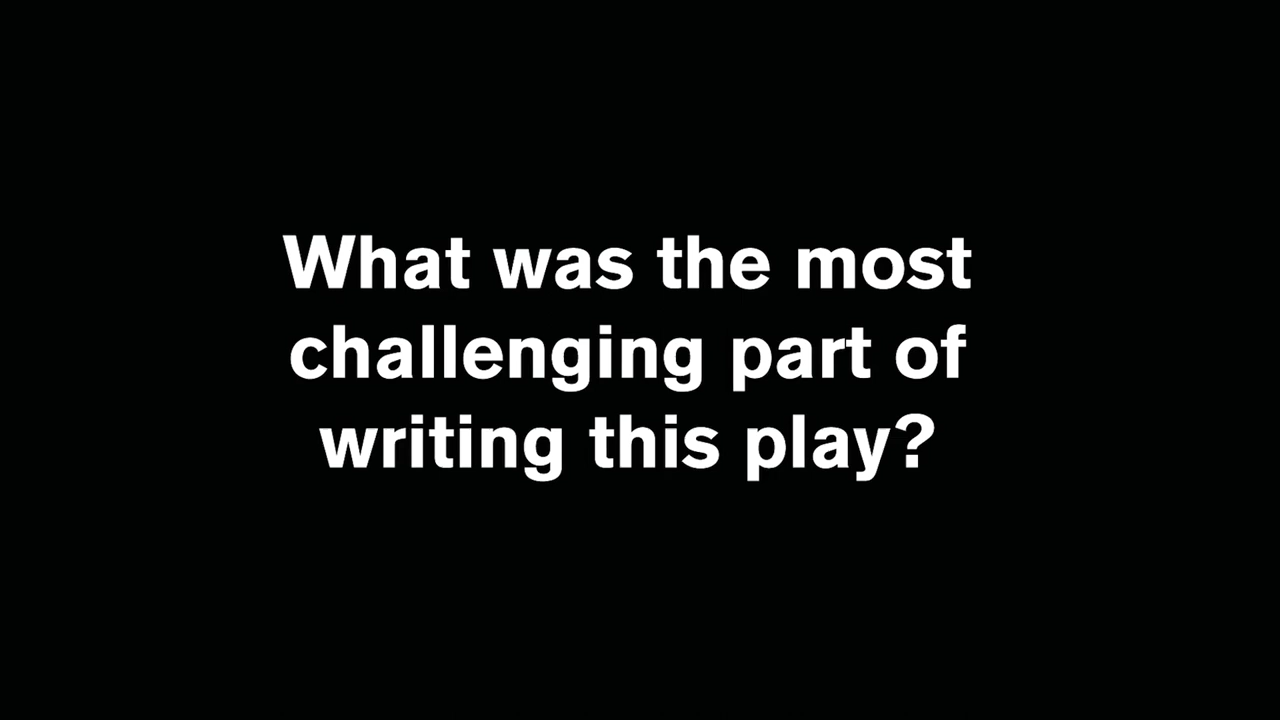 What was the most
challenging part of
writing this play?